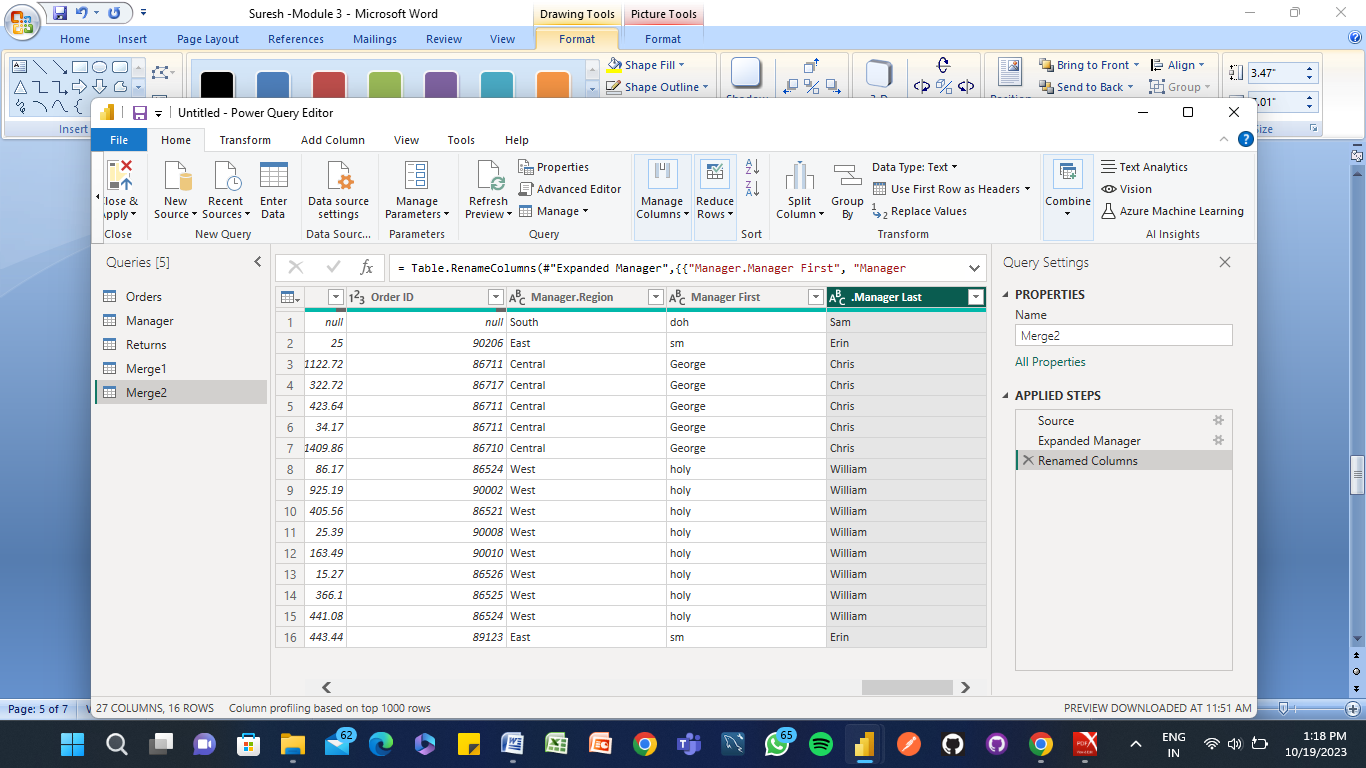 Suresh -Module 3 - Microsoft Word
Drawing Tools
Picture Tools
Home Insert Page Layout References Mailings Review View Format Format
Shape Fill
Shape Outline
Bring to Front
Send to Back
Align
Group
3.47"
Insert
Untitled - Power Query Editor
File Home Transform Add Column View Tools Help
Close &
Apply
Close
New
Source
Recent
Sources
Enter
Data
New Query
Data source
settings
Data Sourc...
Manage
Parameters
Parameters
Refresh
Preview
Properties
Advanced Editor
Manage
Query
Manage
Columns
Reduce
Rows
Sort
Split
Column
Group
By
Data Type: Text
Use First Row as Headers
Replace Values
Transform
Combine
Text Analytics
Vision
Azure Machine Learning
AI Insights
Queries [5]
Orders
Manager
Returns
Merge1
Merge2
= Table.RenameColumns(#"Expanded Manager",{{"Manager.Manager First", "Manager
Order ID Manager.Region Manager First .Manager Last
1 null null South doh Sam
2 25 90206 East sm Erin
3 1122.72 86711 Central George Chris
4 322.72 86717 Central George Chris
5 423.64 86711 Central George Chris
6 34.17 86711 Central George Chris
7 1409.86 86710 Central George Chris
8 86.17 86524 West holy William
9 925.19 90002 West holy William
10 405.56 86521 West holy William
11 25.39 90008 West holy William
12 163.49 90010 West holy William
13 15.27 86526 West holy William
14 366.1 86525 West holy William
15 441.08 86524 West holy William
16 443.44 89123 East sm Erin
Query Settings
PROPERTIES
Name
Merge2
All Properties
APPLIED STEPS
Source
Expanded Manager
Renamed Columns
27 COLUMNS, 16 ROWS Column profiling based on top 1000 rows
PREVIEW DOWNLOADED AT 11:51 AM
Page: 5 of 7
62
65
ENG
IN
1:18 PM
10/19/2023